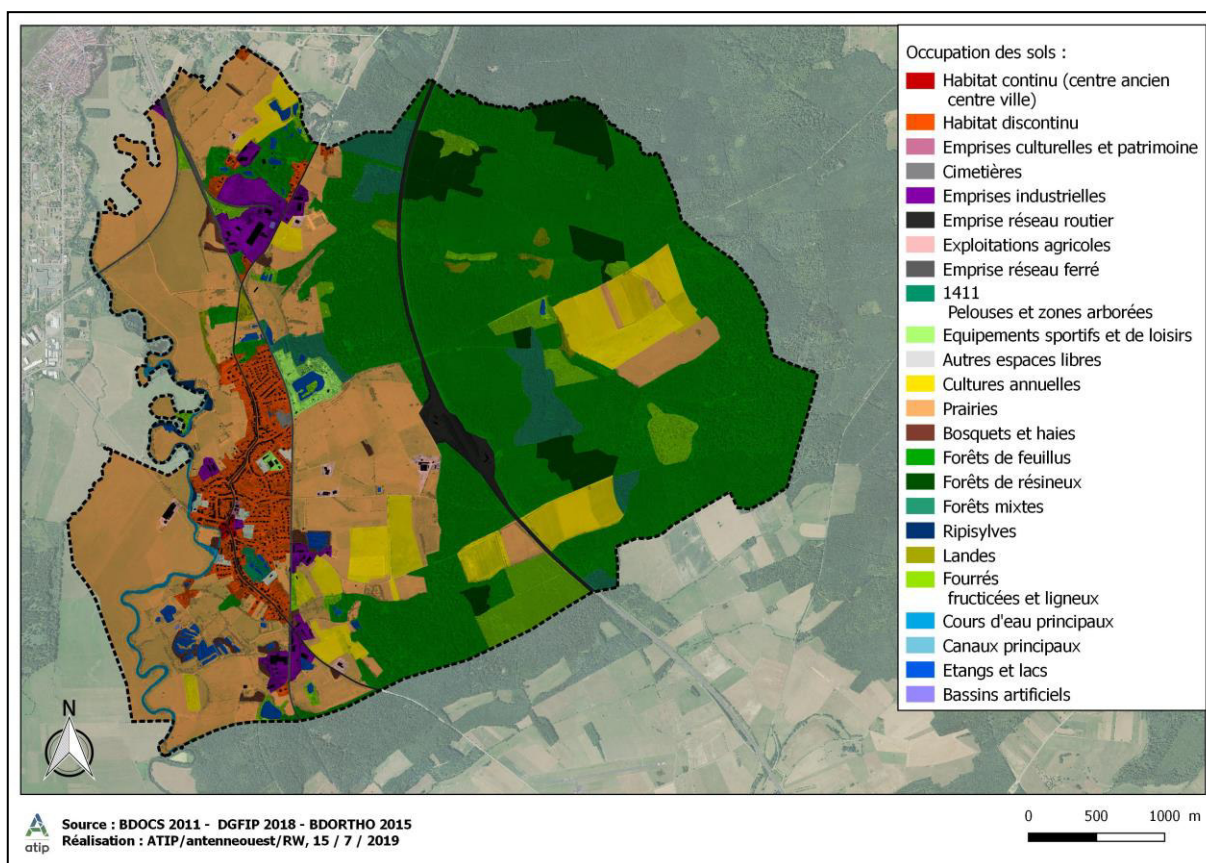 Occupation des sols :
Habitat continu (centre ancien
centre ville)
Habitat discontinu
Emprises culturelles et patrimoine
Cimetières
Emprises industrielles
Emprise réseau routier
Exploitations agricoles
Emprise réseau ferré
1411
Pelouses et zones arborées
Equipements sportifs et de loisirs
Autres espaces libres
Cultures annuelles
Prairies
Bosquets et haies
Forêts de feuillus
Forêts de résineux
Forêts mixtes
Ripisylves
Landes
Fourrés
fructicées et ligneux
Cours d'eau principaux
Canaux principaux
Etangs et lacs
Bassins artificiels
N
atip
Source : BDOCS 2011 - DGFIP 2018 - BDORTHO 2015
Réalisation : ATIP/antenneouest/RW, 15 / 7 / 2019
0 500 1000 m